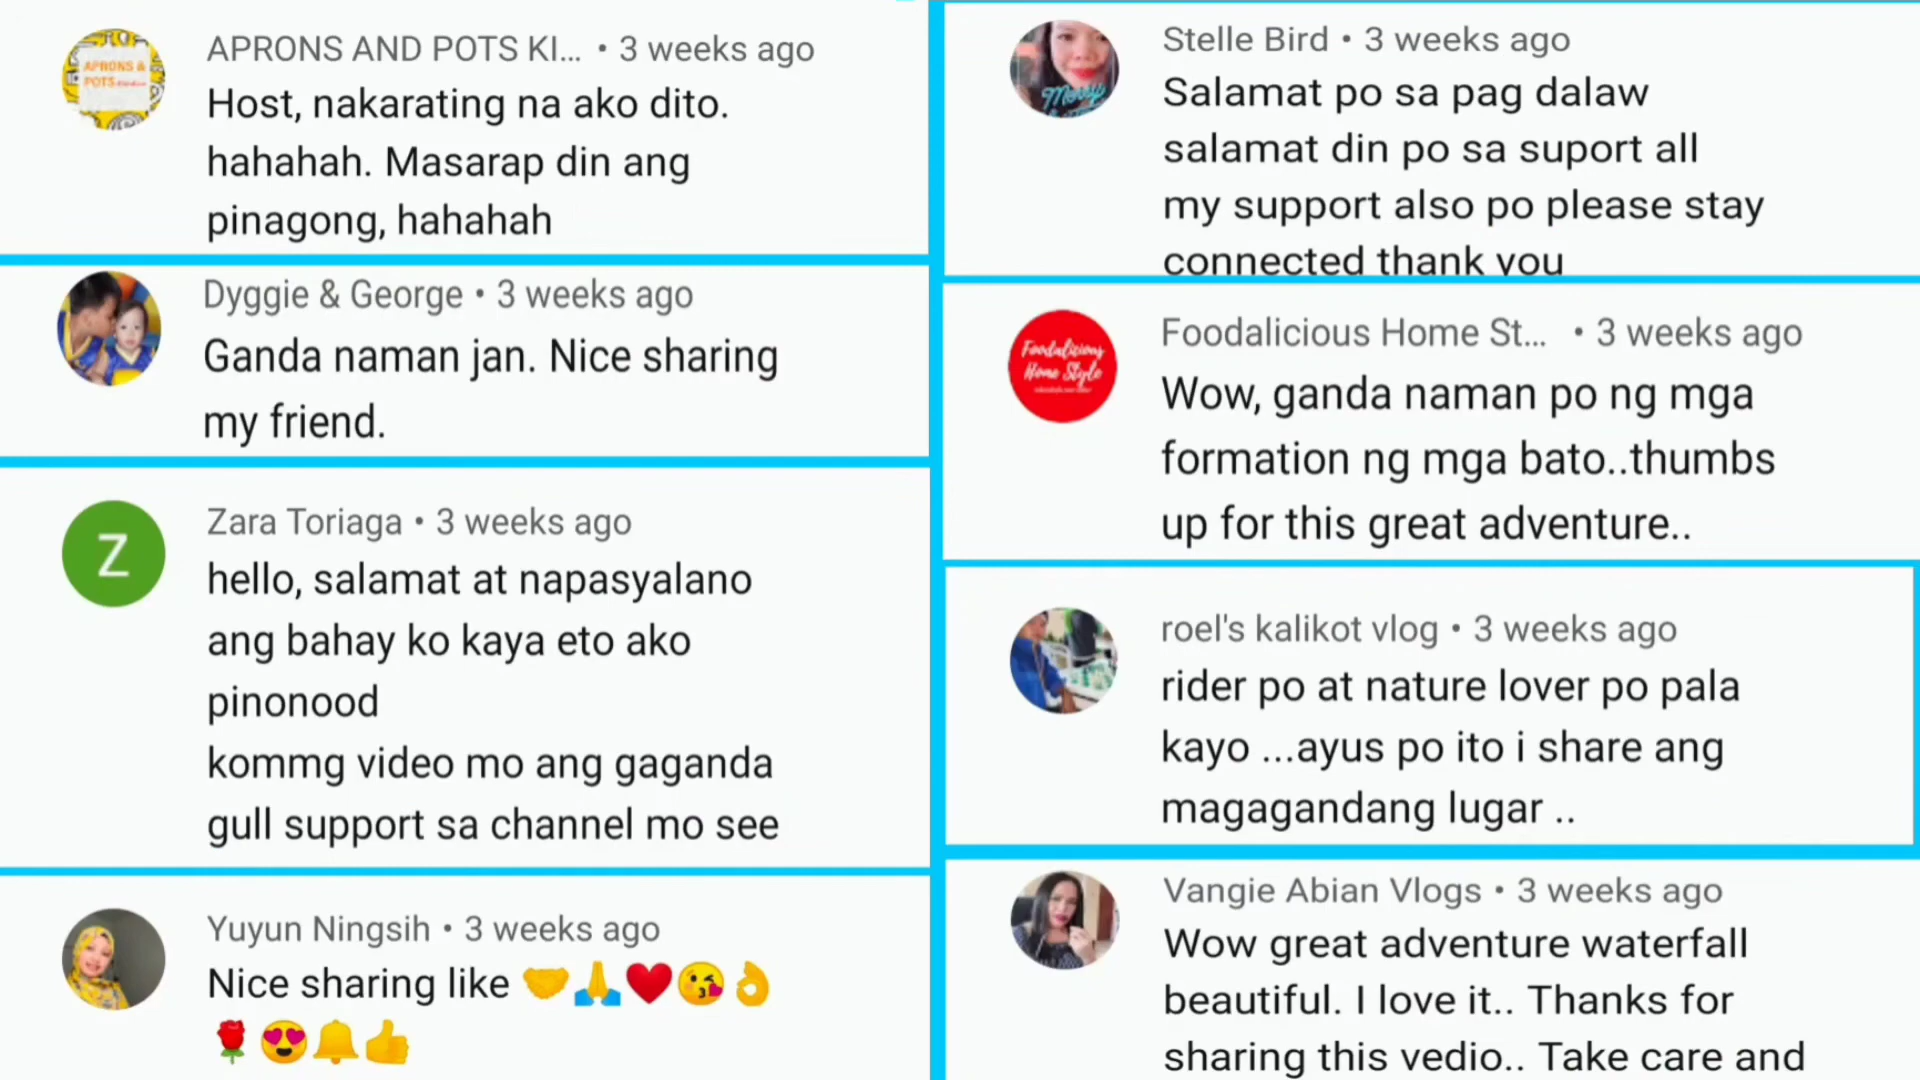 APRONS & POTS
APRONS AND POTS KI... • 3 weeks ago
Host, nakarating na ako dito.
hahahah. Masarap din ang
pinagong, hahahah
Dyggie & George • 3 weeks ago
Ganda naman jan. Nice sharing
my friend.
Z
Zara Toriaga • 3 weeks ago
hello, salamat at napasyalano
ang bahay ko kaya eto ako
pinonood
kommg video mo ang gaganda
gull support sa channel mo see
Yuyun Ningsih • 3 weeks ago
Nice sharing like 🤝🙏❤️😘👌
🌹😍🔔👍
Stelle Bird • 3 weeks ago
Salamat po sa pag dalaw
salamat din po sa suport all
my support also po please stay
connected thank you
Foodalicious Home Style
Foodalicious Home St... • 3 weeks ago
Wow, ganda naman po ng mga
formation ng mga bato..thumbs
up for this great adventure..
roel's kalikot vlog • 3 weeks ago
rider po at nature lover po pala
kayo ...ayus po ito i share ang
magagandang lugar ..
Vangie Abian Vlogs • 3 weeks ago
Wow great adventure waterfall
beautiful. I love it.. Thanks for
sharing this vedio.. Take care and